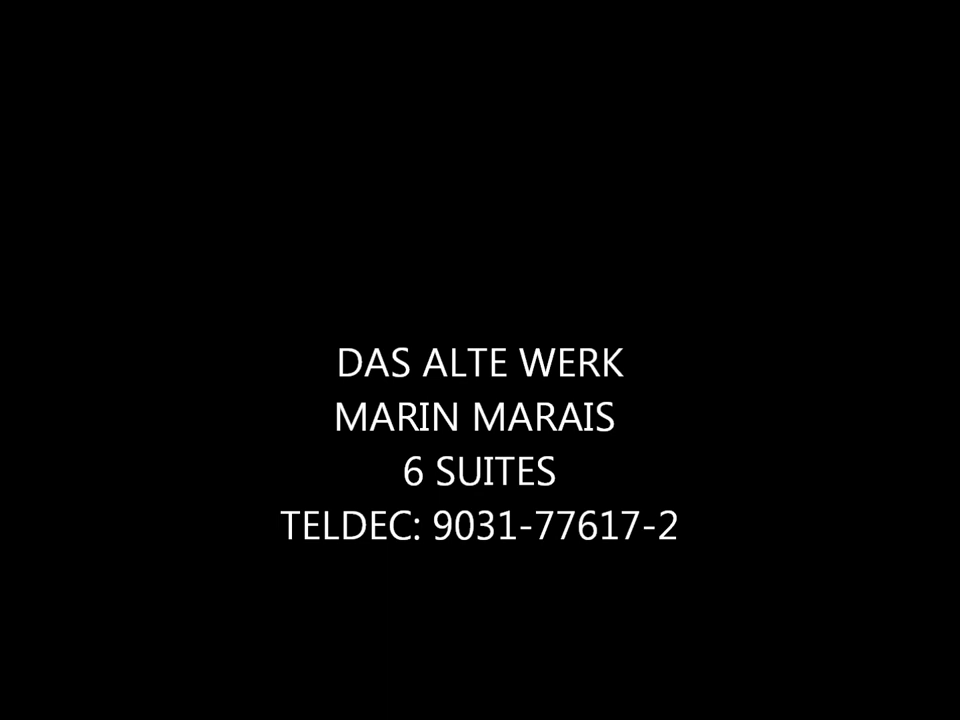 DAS ALTE WERK
MARIN MARAIS
6 SUITES
TELDEC: 9031-77617-2